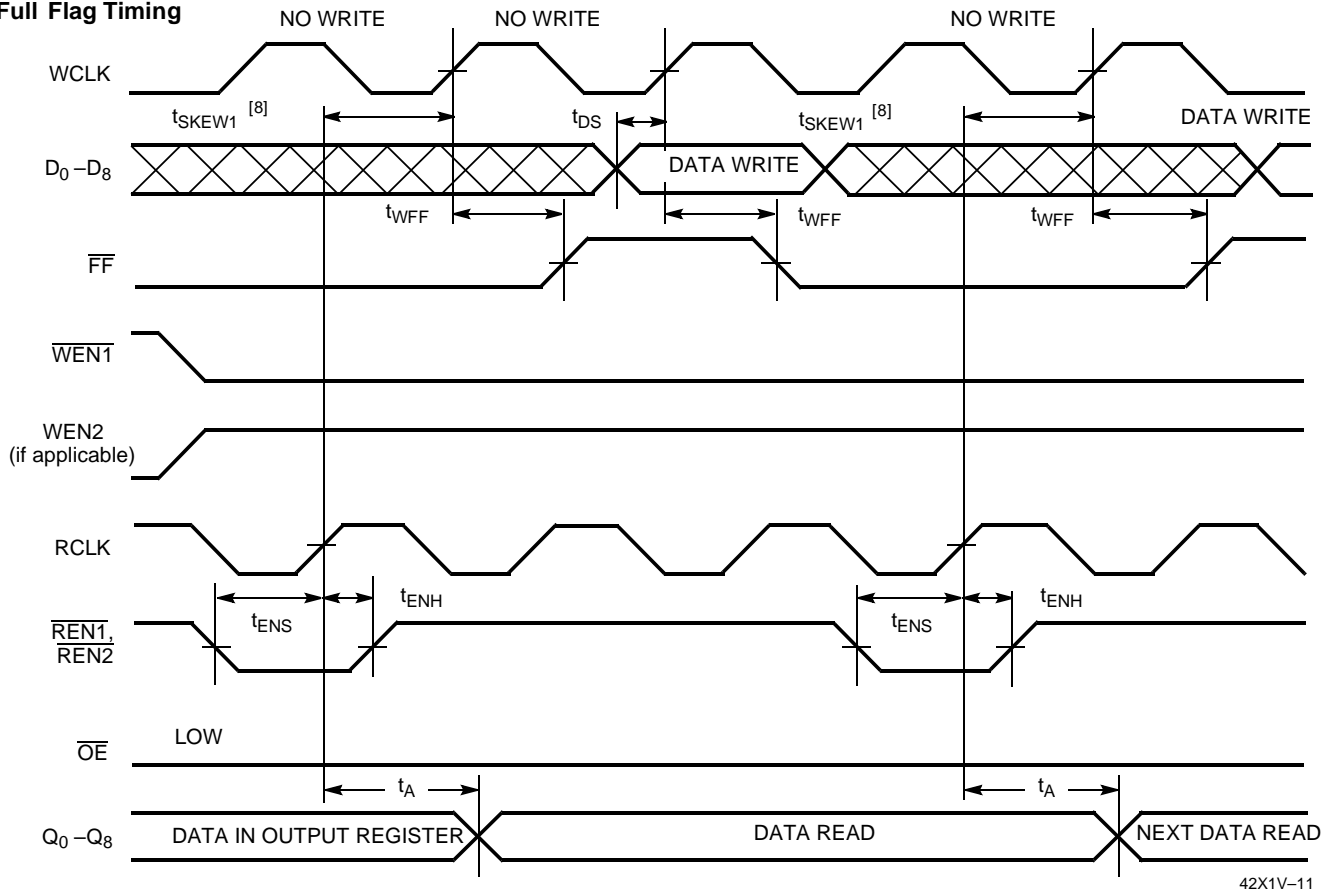 Full Flag Timing
NO WRITE NO WRITE NO WRITE
WCLK
tSKEW1 [8] tDS tSKEW1 [8] DATA WRITE
D0 –D8 DATA WRITE
tWFF tWFF tWFF
FF
WEN1
WEN2
(if applicable)
RCLK
tENS tENH tENS tENH
REN1,
REN2
OE LOW
tA tA
Q0 –Q8 DATA IN OUTPUT REGISTER DATA READ NEXT DATA READ
42X1V–11